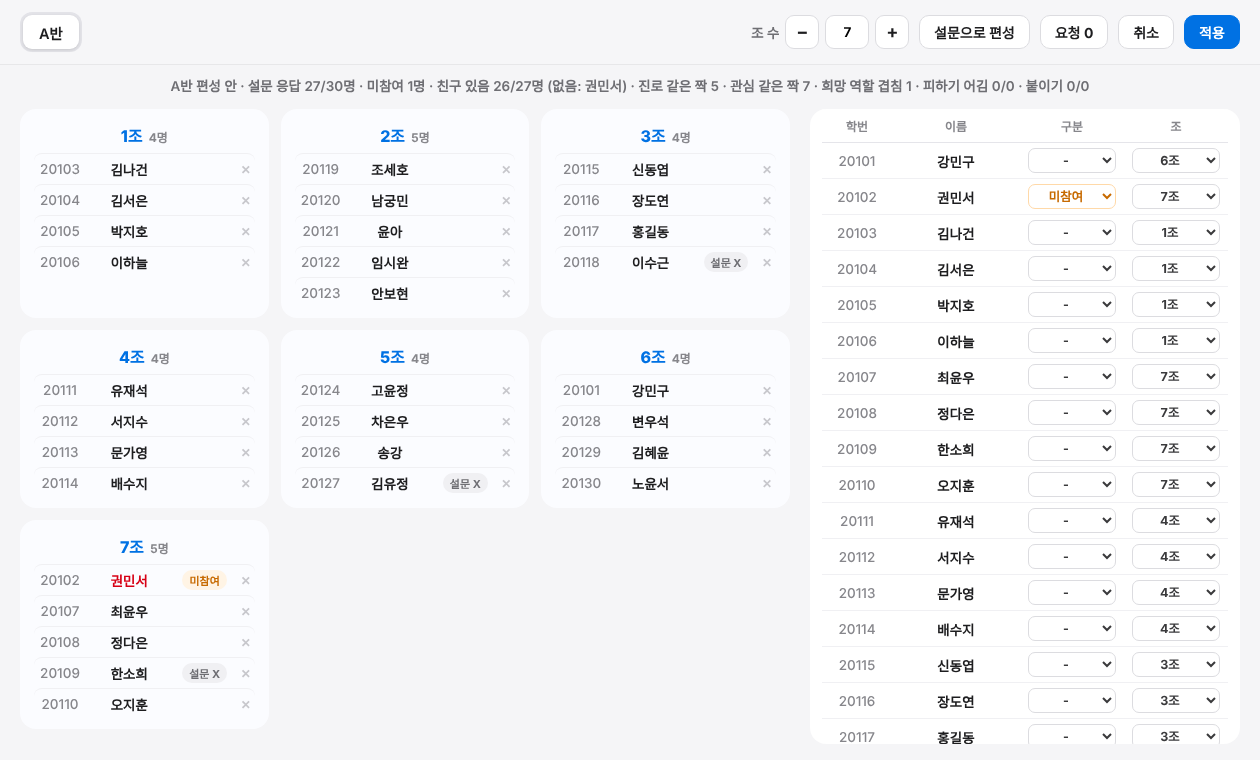 A반
조 수 − 7 + 설문으로 편성 요청 0 취소 적용
A반 편성 안 · 설문 응답 27/30명 · 미참여 1명 · 친구 있음 26/27명 (없음: 권민서) · 진로 같은 짝 5 · 관심 같은 짝 7 · 희망 역할 겹침 1 · 피하기 어김 0/0 · 붙이기 0/0
1조 4명
20103 김나건 ×
20104 김서은 ×
20105 박지호 ×
20106 이하늘 ×
2조 5명
20119 조세호 ×
20120 남궁민 ×
20121 윤아 ×
20122 임시완 ×
20123 안보현 ×
3조 4명
20115 신동엽 ×
20116 장도연 ×
20117 홍길동 ×
20118 이수근 설문 X ×
4조 4명
20111 유재석 ×
20112 서지수 ×
20113 문가영 ×
20114 배수지 ×
5조 4명
20124 고윤정 ×
20125 차은우 ×
20126 송강 ×
20127 김유정 설문 X ×
6조 4명
20101 강민구 ×
20128 변우석 ×
20129 김혜윤 ×
20130 노윤서 ×
7조 5명
20102 권민서 미참여 ×
20107 최윤우 ×
20108 정다은 ×
20109 한소희 설문 X ×
20110 오지훈 ×
학번 이름 구분 조
20101 강민구 - 6조
20102 권민서 미참여 7조
20103 김나건 - 1조
20104 김서은 - 1조
20105 박지호 - 1조
20106 이하늘 - 1조
20107 최윤우 - 7조
20108 정다은 - 7조
20109 한소희 - 7조
20110 오지훈 - 7조
20111 유재석 - 4조
20112 서지수 - 4조
20113 문가영 - 4조
20114 배수지 - 4조
20115 신동엽 - 3조
20116 장도연 - 3조
20117 홍길동 - 3조